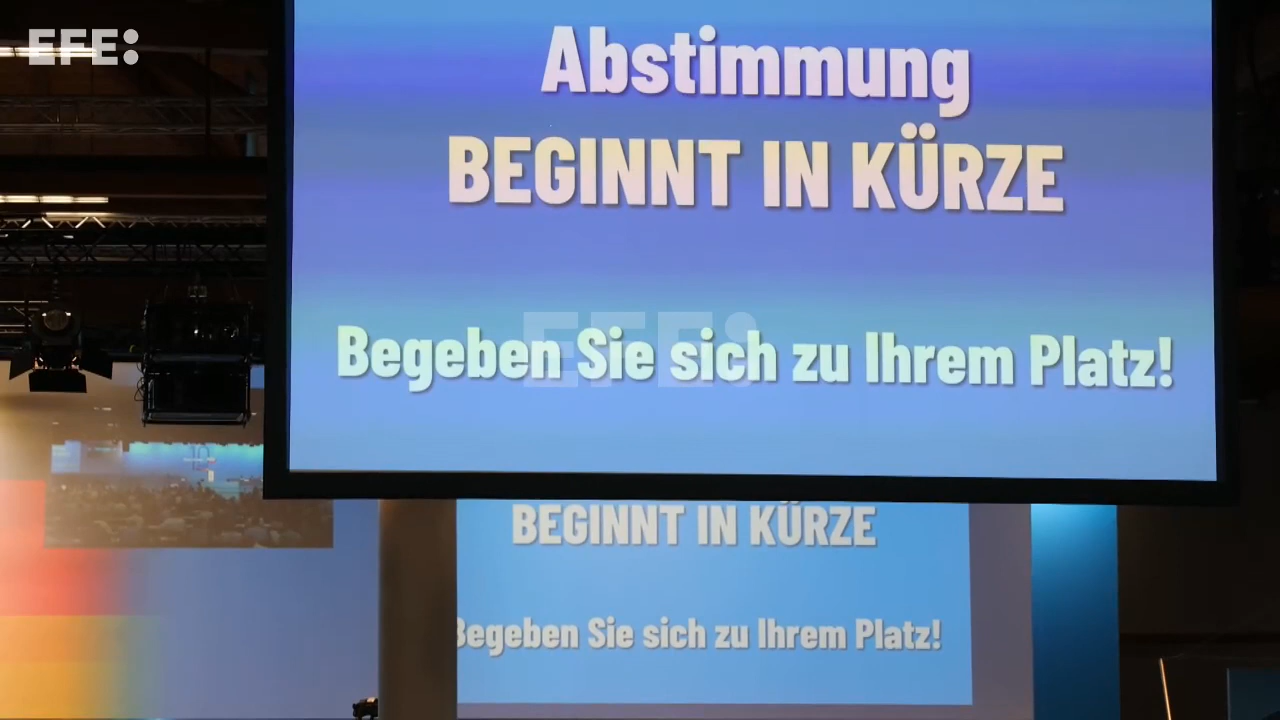 EFE:
Abstimmung
BEGINNT IN KÜRZE
Begeben Sie sich zu Ihrem Platz!
EFE:
BEGINNT IN KÜRZE
Begeben Sie sich zu Ihrem Platz!